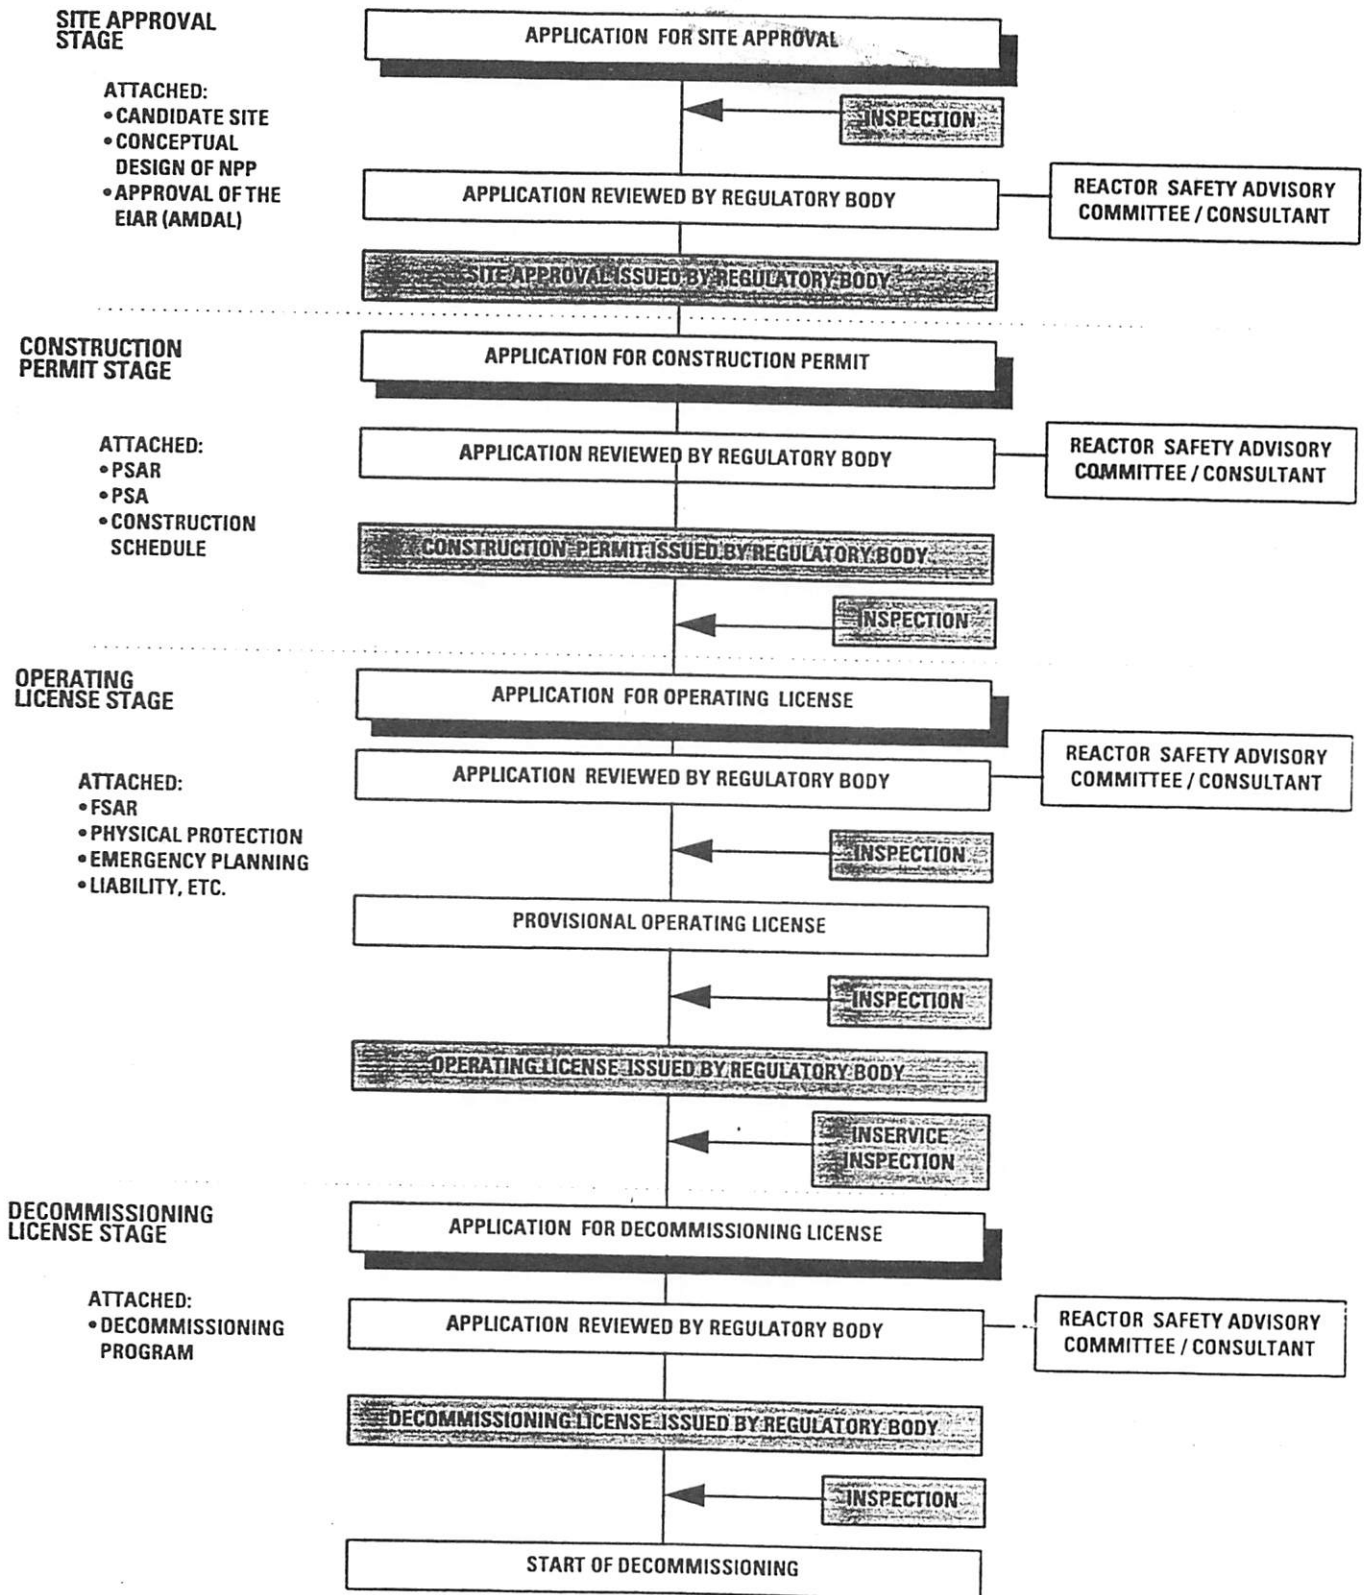 SITE APPROVAL
STAGE
APPLICATION FOR SITE APPROVAL
ATTACHED:
• CANDIDATE SITE
• CONCEPTUAL
DESIGN OF NPP
• APPROVAL OF THE
EIAR (AMDAL)
INSPECTION
APPLICATION REVIEWED BY REGULATORY BODY
REACTOR SAFETY ADVISORY
COMMITTEE / CONSULTANT
SITE APPROVAL ISSUED BY REGULATORY BODY
CONSTRUCTION
PERMIT STAGE
APPLICATION FOR CONSTRUCTION PERMIT
ATTACHED:
• PSAR
• PSA
• CONSTRUCTION
SCHEDULE
APPLICATION REVIEWED BY REGULATORY BODY
REACTOR SAFETY ADVISORY
COMMITTEE / CONSULTANT
CONSTRUCTION PERMIT ISSUED BY REGULATORY BODY
INSPECTION
OPERATING
LICENSE STAGE
APPLICATION FOR OPERATING LICENSE
ATTACHED:
• FSAR
• PHYSICAL PROTECTION
• EMERGENCY PLANNING
• LIABILITY, ETC.
APPLICATION REVIEWED BY REGULATORY BODY
REACTOR SAFETY ADVISORY
COMMITTEE / CONSULTANT
INSPECTION
PROVISIONAL OPERATING LICENSE
INSPECTION
OPERATING LICENSE ISSUED BY REGULATORY BODY
INSERVICE
INSPECTION
DECOMMISSIONING
LICENSE STAGE
APPLICATION FOR DECOMMISSIONING LICENSE
ATTACHED:
• DECOMMISSIONING
PROGRAM
APPLICATION REVIEWED BY REGULATORY BODY
REACTOR SAFETY ADVISORY
COMMITTEE / CONSULTANT
DECOMMISSIONING LICENSE ISSUED BY REGULATORY BODY
INSPECTION
START OF DECOMMISSIONING